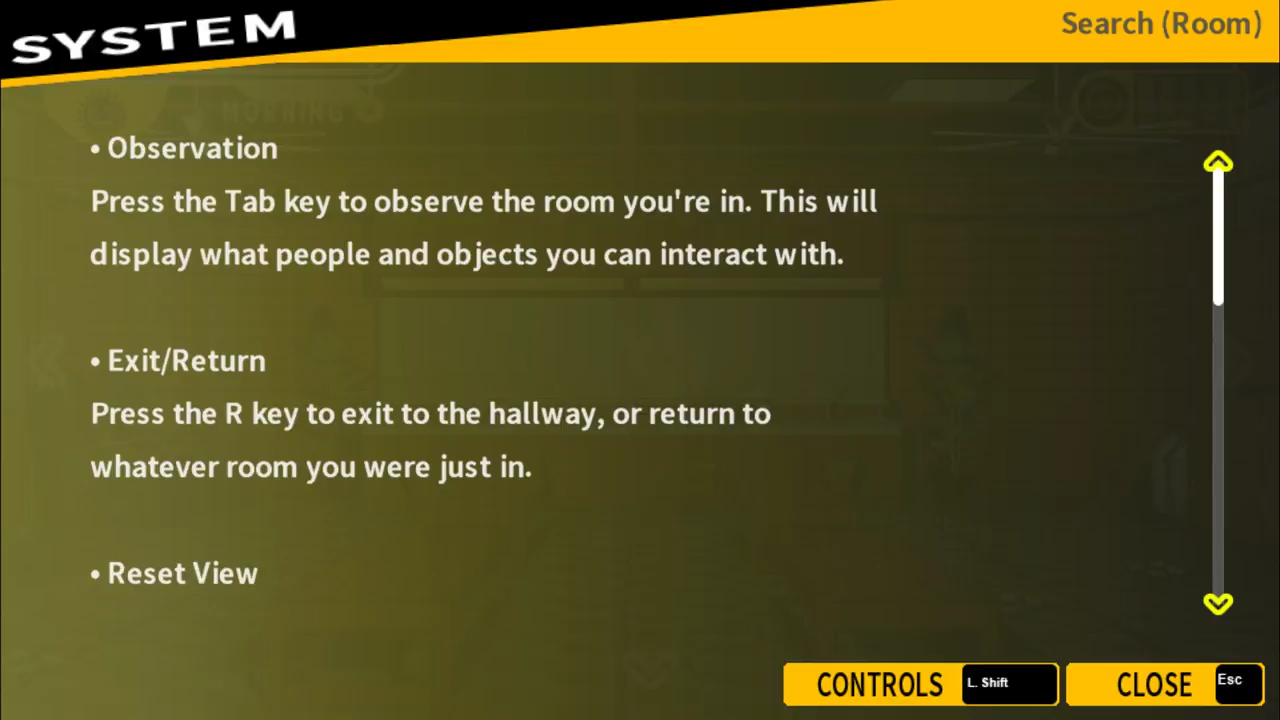 SYSTEM
Search (Room)
MORNING
• Observation
Press the Tab key to observe the room you're in. This will
display what people and objects you can interact with.
• Exit/Return
Press the R key to exit to the hallway, or return to
whatever room you were just in.
• Reset View
CONTROLS L. Shift CLOSE Esc